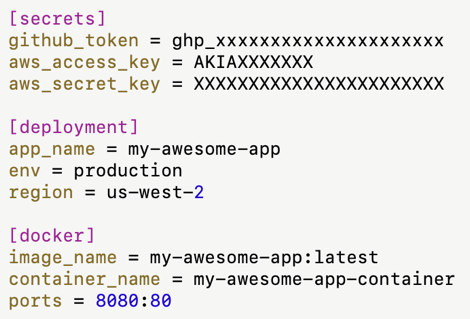 [secrets]
github_token = ghp_xxxxxxxxxxxxxxxxxxxxx
aws_access_key = AKIAXXXXXXX
aws_secret_key = XXXXXXXXXXXXXXXXXXXXXXX
[deployment]
app_name = my-awesome-app
env = production
region = us-west-2
[docker]
image_name = my-awesome-app:latest
container_name = my-awesome-app-container
ports = 8080:80